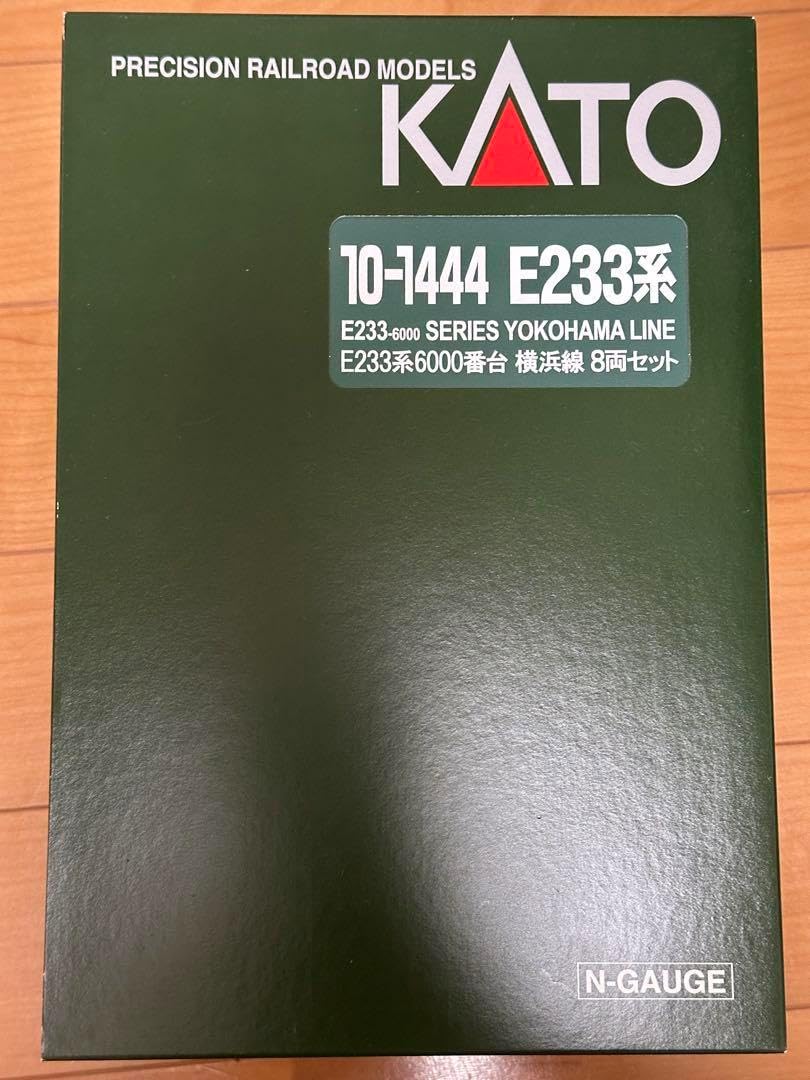 PRECISION RAILROAD MODELS
KATO
10-1444 E233系
E233-6000 SERIES YOKOHAMA LINE
E233系6000番台 横浜線 8両セット
N-GAUGE